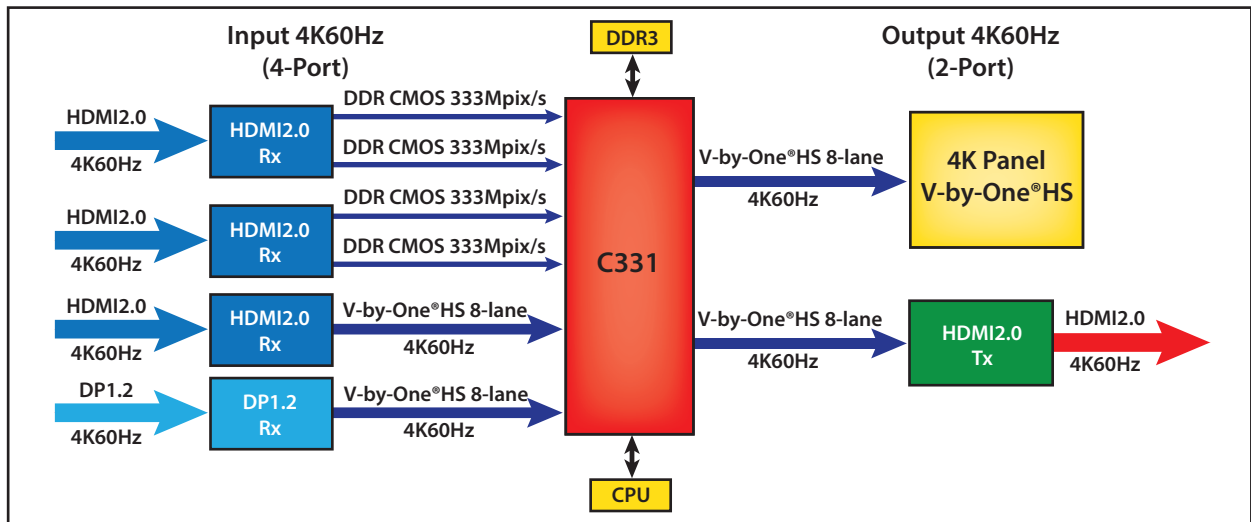 Input 4K60Hz
(4-Port)
DDR3
Output 4K60Hz
(2-Port)
HDMI2.0
4K60Hz
HDMI2.0
Rx
DDR CMOS 333Mpix/s
DDR CMOS 333Mpix/s
HDMI2.0
4K60Hz
HDMI2.0
Rx
DDR CMOS 333Mpix/s
DDR CMOS 333Mpix/s
HDMI2.0
4K60Hz
HDMI2.0
Rx
V-by-One®HS 8-lane
4K60Hz
DP1.2
4K60Hz
DP1.2
Rx
V-by-One®HS 8-lane
4K60Hz
C331
CPU
V-by-One®HS 8-lane
4K60Hz
4K Panel
V-by-One®HS
V-by-One®HS 8-lane
4K60Hz
HDMI2.0
Tx
HDMI2.0
4K60Hz